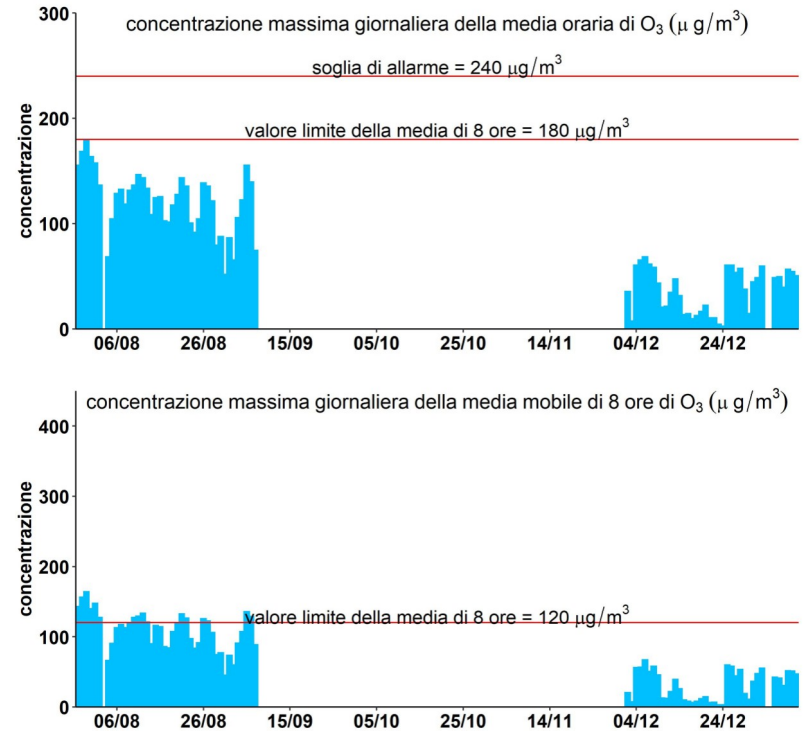 concentrazione massima giornaliera della media oraria di O₃ (μ g/m³)
300
soglia di allarme = 240 μg/m³
200
valore limite della media di 8 ore = 180 μg/m³
concentrazione
100
0
06/08 26/08 15/09 05/10 25/10 14/11 04/12 24/12
concentrazione massima giornaliera della media mobile di 8 ore di O₃ (μ g/m³)
400
300
concentrazione
200
valore limite della media di 8 ore = 120 μg/m³
100
0
06/08 26/08 15/09 05/10 25/10 14/11 04/12 24/12